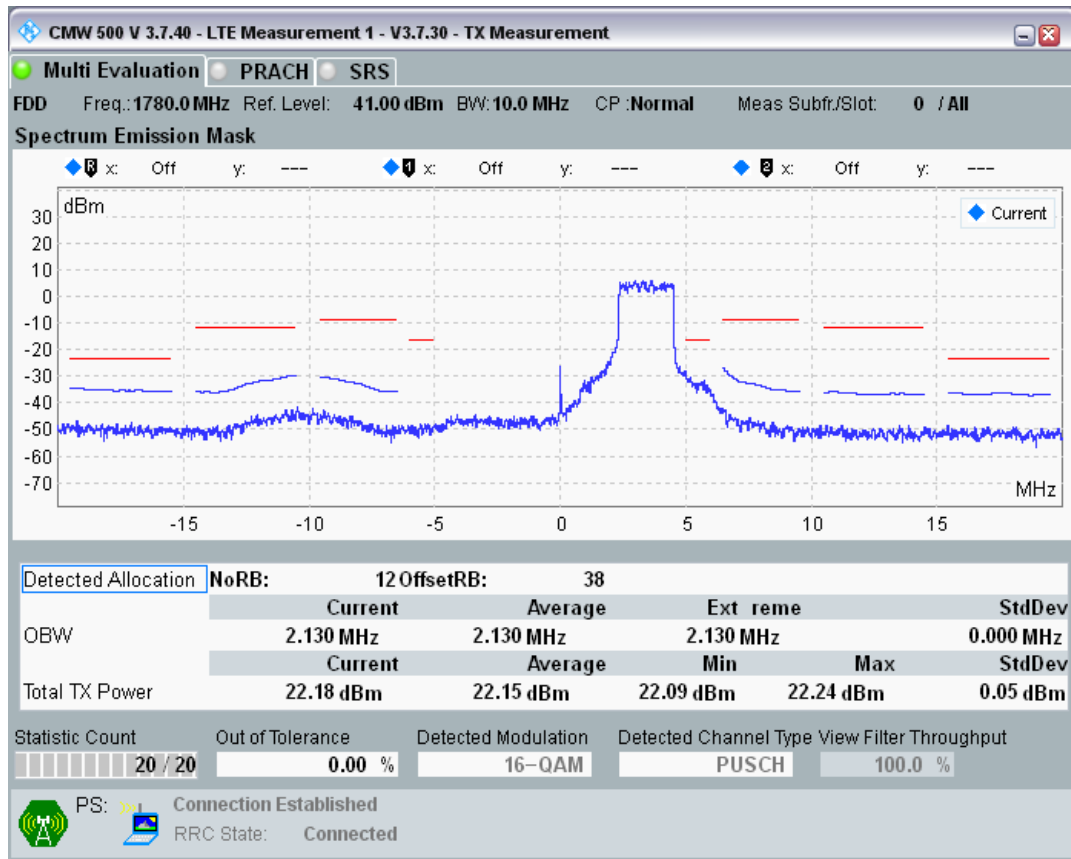 CMW 500 V 3.7.40 - LTE Measurement 1 - V3.7.30 - TX Measurement
Multi Evaluation PRACH SRS
FDD Freq.: 1780.0 MHz Ref. Level: 41.00 dBm BW: 10.0 MHz CP : Normal Meas Subfr./Slot: 0 / All
Spectrum Emission Mask
R x: Off y: --- 1 x: Off y: --- 2 x: Off y: ---
dBm
Current
30
20
10
0
-10
-20
-30
-40
-50
-60
-70
MHz
-15 -10 -5 0 5 10 15
Detected Allocation NoRB: 12 OffsetRB: 38
Current Average Ext reme StdDev
OBW 2.130 MHz 2.130 MHz 2.130 MHz 0.000 MHz
Current Average Min Max StdDev
Total TX Power 22.18 dBm 22.15 dBm 22.09 dBm 22.24 dBm 0.05 dBm
Statistic Count Out of Tolerance Detected Modulation Detected Channel Type View Filter Throughput
20 / 20 0.00 % 16-QAM PUSCH 100.0 %
PS: Connection Established
RRC State: Connected